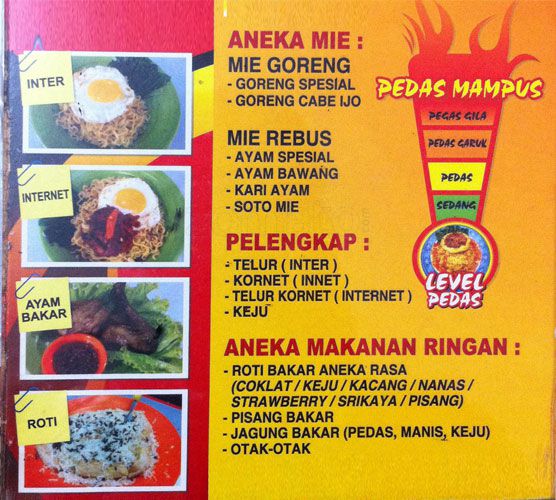 INTER
INTERNET
AYAM
BAKAR
ROTI
ANEKA MIE :
MIE GORENG
- GORENG SPESIAL
- GORENG CABE IJO
MIE REBUS
- AYAM SPESIAL
- AYAM BAWANG
- KARI AYAM
- SOTO MIE
PELENGKAP :
- TELUR ( INTER )
- KORNET ( INNET )
- TELUR KORNET ( INTERNET )
- KEJU
ANEKA MAKANAN RINGAN :
- ROTI BAKAR ANEKA RASA
(COKLAT / KEJU / KACANG / NANAS /
STRAWBERRY / SRIKAYA / PISANG)
- PISANG BAKAR
- JAGUNG BAKAR (PEDAS, MANIS, KEJU)
- OTAK-OTAK
PEDAS MAMPUS
PEGAS GILA
PEDAS GARUK
PEDAS
SEDANG
LEVEL
PEDAS